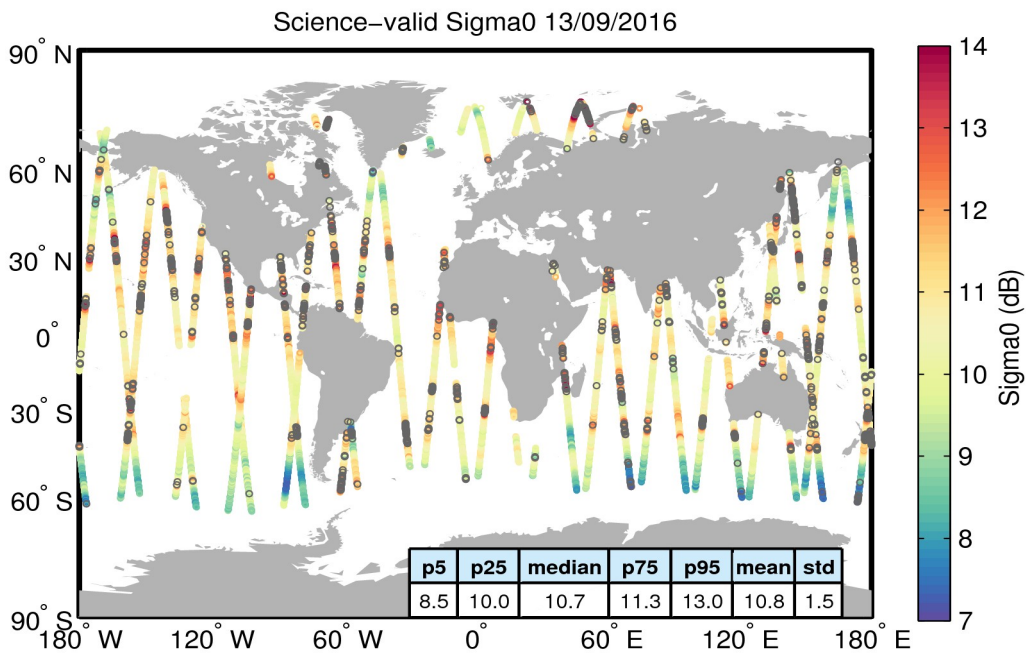 Science−valid Sigma0 13/09/2016
90° N
60° N
30° N
0°
30° S
60° S
90° S
180° W
120° W
60° W
0°
60° E
120° E
180° E
p5 p25 median p75 p95 mean std
8.5 10.0 10.7 11.3 13.0 10.8 1.5
14
13
12
11
10
9
8
7
Sigma0 (dB)